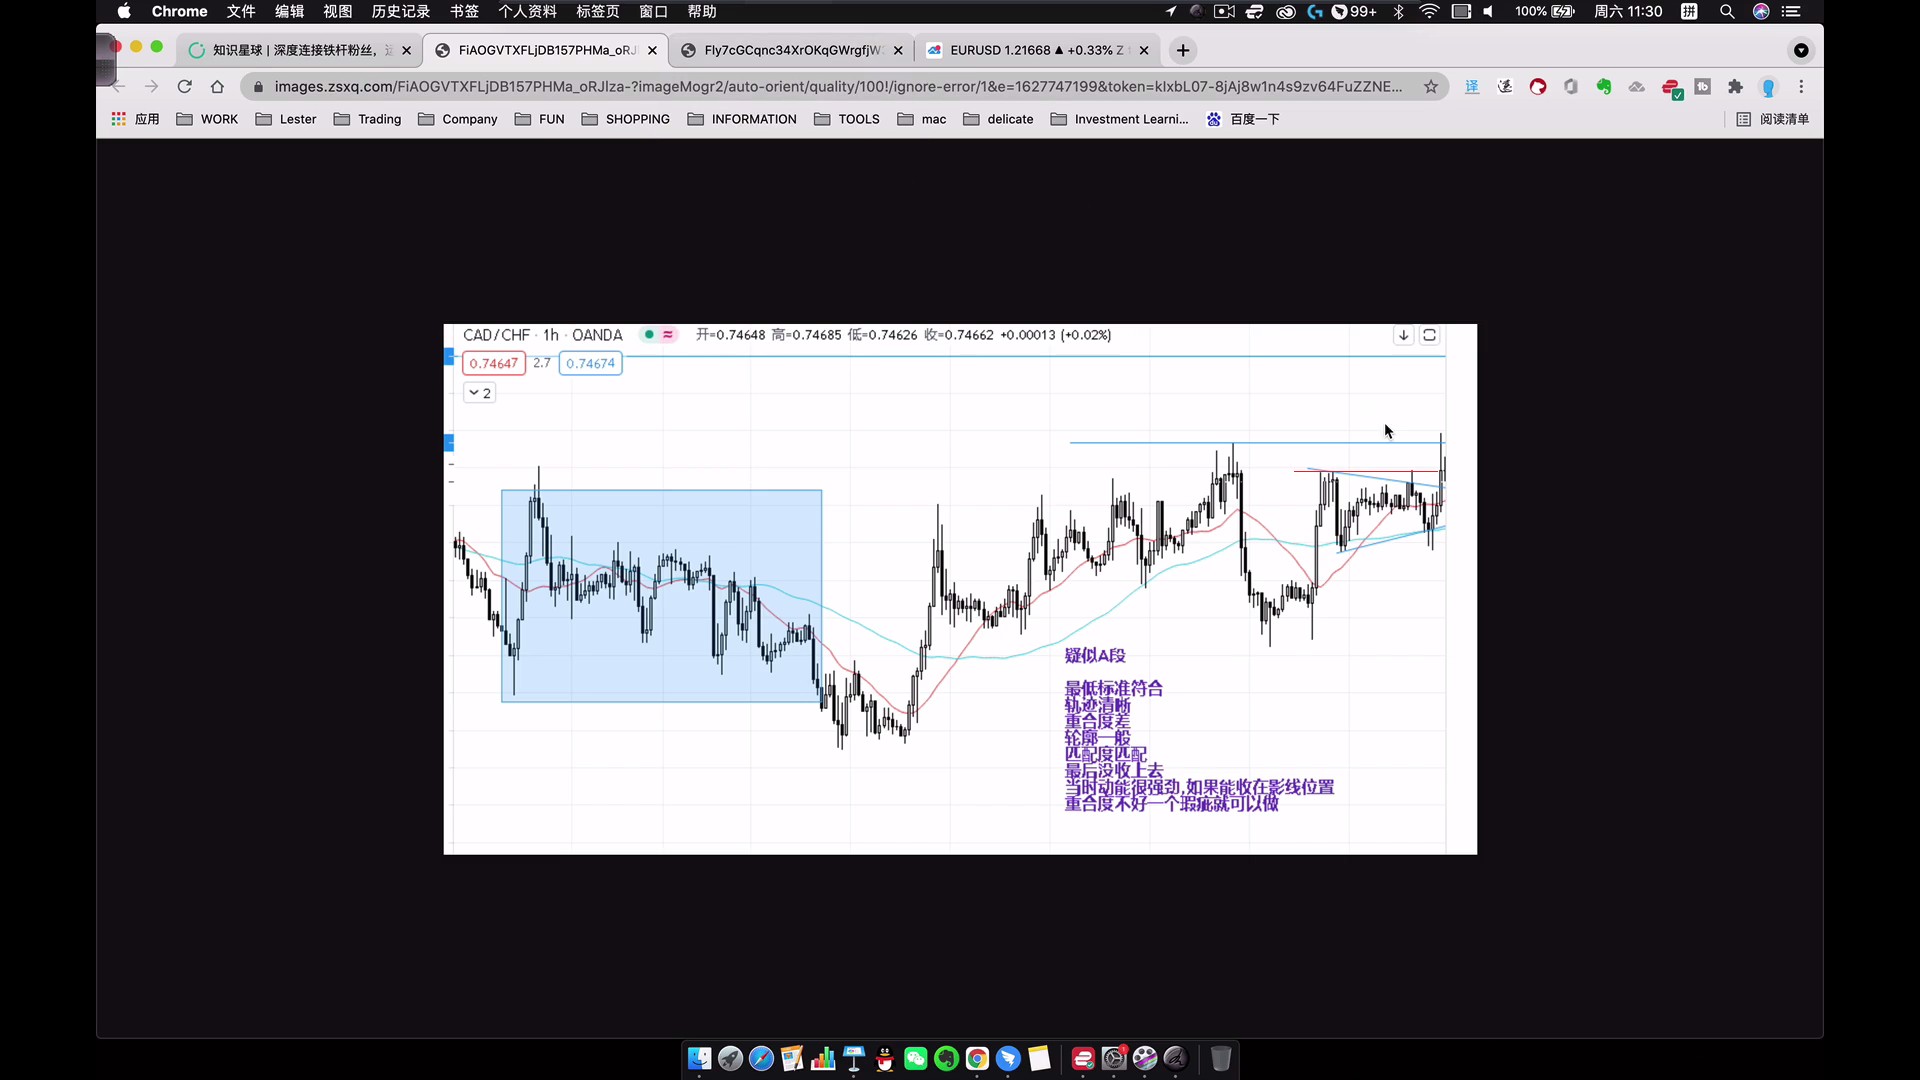 Chrome 文件 编辑 视图 历史记录 书签 个人资料 标签页 窗口 帮助 99+ 100% 周六 11:30 拼
知识星球 | 深度连接铁杆粉丝， FiAOGVTXFLjDB157PHMa_oRJ Fly7cGCqnc34XrOKqGWrgfjW EURUSD 1.21668 ▲ +0.33% Z
images.zsxq.com/FiAOGVTXFLjDB157PHMa_oRJlza-?imageMogr2/auto-orient/quality/100!/ignore-error/1&e=1627747199&token=kIxbL07-8jAj8w1n4s9zv64FuZZNE...
应用 WORK Lester Trading Company FUN SHOPPING INFORMATION TOOLS mac delicate Investment Learni... 百度一下 阅读清单
CAD/CHF · 1h · OANDA 开=0.74648 高=0.74685 低=0.74626 收=0.74662 +0.00013 (+0.02%)
0.74647 2.7 0.74674
2
疑似A段
最低标准符合
轨迹清晰
重合度差
轮廓一般
匹配度匹配
最后没收上去
当时动能很强劲,如果能收在影线位置
重合度不好一个瑕疵就可以做